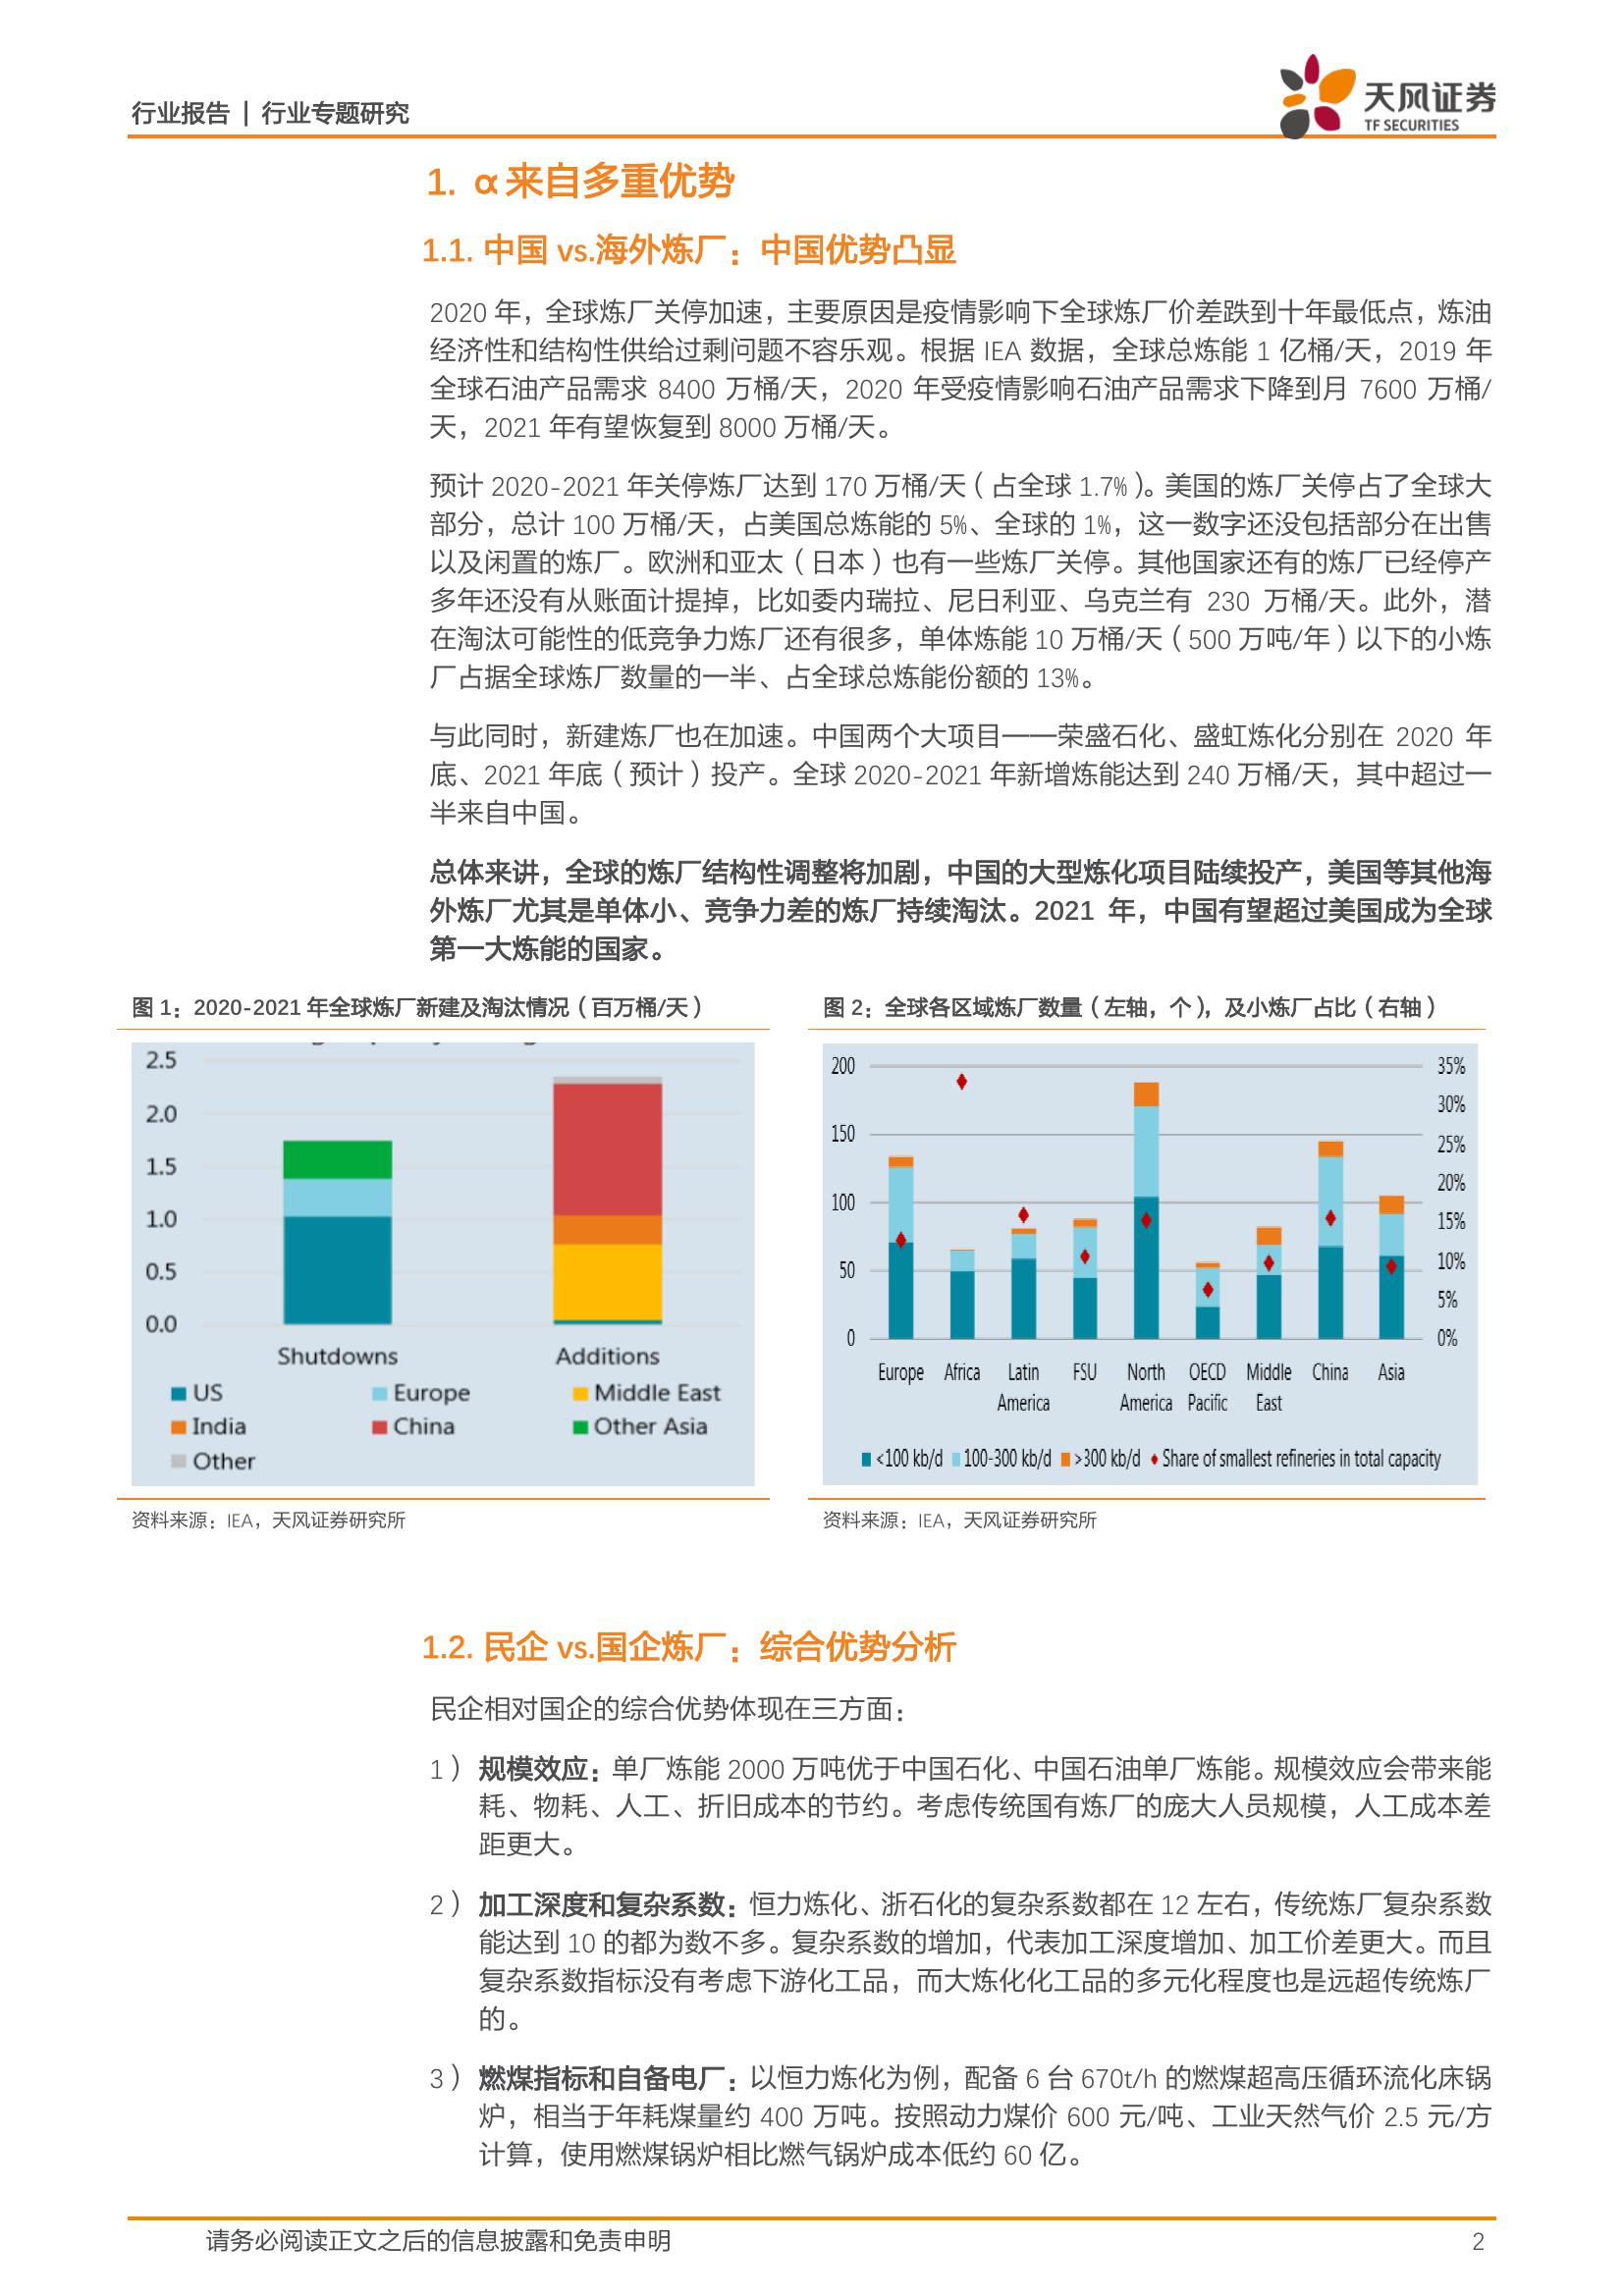 行业报告 | 行业专题研究
天风证券
TF SECURITIES
1. α来自多重优势
1.1. 中国 vs.海外炼厂：中国优势凸显
2020 年，全球炼厂关停加速，主要原因是疫情影响下全球炼厂价差跌到十年最低点，炼油
经济性和结构性供给过剩问题不容乐观。根据 IEA 数据，全球总炼能 1 亿桶/天，2019 年
全球石油产品需求 8400 万桶/天，2020 年受疫情影响石油产品需求下降到月 7600 万桶/
天，2021 年有望恢复到 8000 万桶/天。
预计 2020-2021 年关停炼厂达到 170 万桶/天（占全球 1.7%）。美国的炼厂关停占了全球大
部分，总计 100 万桶/天，占美国总炼能的 5%、全球的 1%，这一数字还没包括部分在出售
以及闲置的炼厂。欧洲和亚太（日本）也有一些炼厂关停。其他国家还有的炼厂已经停产
多年还没有从账面计提掉，比如委内瑞拉、尼日利亚、乌克兰有 230 万桶/天。此外，潜
在淘汰可能性的低竞争力炼厂还有很多，单体炼能 10 万桶/天（500 万吨/年）以下的小炼
厂占据全球炼厂数量的一半、占全球总炼能份额的 13%。
与此同时，新建炼厂也在加速。中国两个大项目——荣盛石化、盛虹炼化分别在 2020 年
底、2021 年底（预计）投产。全球 2020-2021 年新增炼能达到 240 万桶/天，其中超过一
半来自中国。
总体来讲，全球的炼厂结构性调整将加剧，中国的大型炼化项目陆续投产，美国等其他海
外炼厂尤其是单体小、竞争力差的炼厂持续淘汰。2021 年，中国有望超过美国成为全球
第一大炼能的国家。
图 1：2020-2021 年全球炼厂新建及淘汰情况（百万桶/天）
2.5
2.0
1.5
1.0
0.5
0.0
Shutdowns Additions
US Europe Middle East
India China Other Asia
Other
资料来源：IEA，天风证券研究所
图 2：全球各区域炼厂数量（左轴，个），及小炼厂占比（右轴）
200 35%
30%
150 25%
20%
100 15%
50 10%
5%
0 0%
Europe Africa Latin FSU North OECD Middle China Asia
America America Pacific East
<100 kb/d 100-300 kb/d >300 kb/d Share of smallest refineries in total capacity
资料来源：IEA，天风证券研究所
1.2. 民企 vs.国企炼厂：综合优势分析
民企相对国企的综合优势体现在三方面：
1） 规模效应：单厂炼能 2000 万吨优于中国石化、中国石油单厂炼能。规模效应会带来能
耗、物耗、人工、折旧成本的节约。考虑传统国有炼厂的庞大人员规模，人工成本差
距更大。
2） 加工深度和复杂系数：恒力炼化、浙石化的复杂系数都在 12 左右，传统炼厂复杂系数
能达到 10 的都为数不多。复杂系数的增加，代表加工深度增加、加工价差更大。而且
复杂系数指标没有考虑下游化工品，而大炼化化工品的多元化程度也是远超传统炼厂
的。
3） 燃煤指标和自备电厂：以恒力炼化为例，配备 6 台 670t/h 的燃煤超高压循环流化床锅
炉，相当于年耗煤量约 400 万吨。按照动力煤价 600 元/吨、工业天然气价 2.5 元/方
计算，使用燃煤锅炉相比燃气锅炉成本低约 60 亿。
请务必阅读正文之后的信息披露和免责申明 2